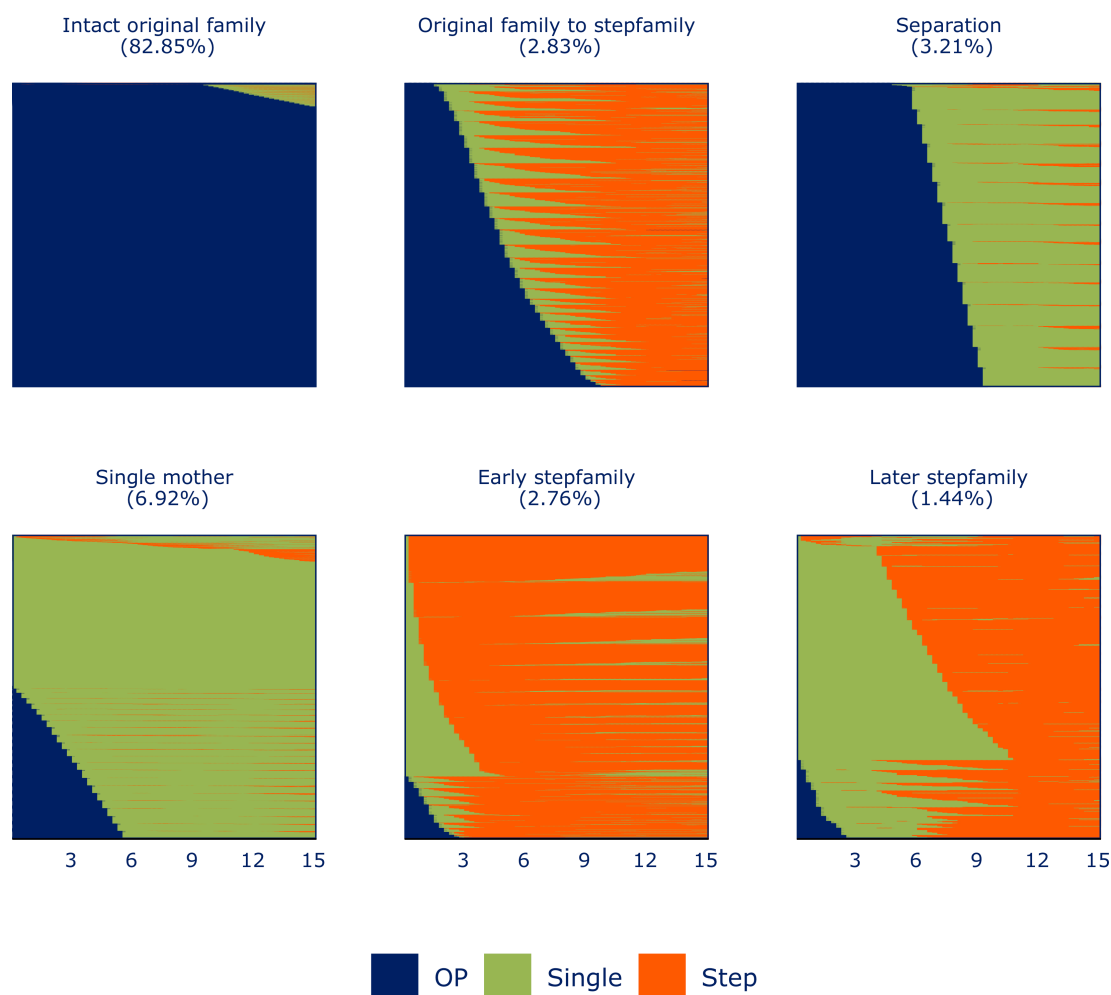 Intact original family
(82.85%)
Original family to stepfamily
(2.83%)
Separation
(3.21%)
Single mother
(6.92%)
Early stepfamily
(2.76%)
Later stepfamily
(1.44%)
3 6 9 12 15
3 6 9 12 15
3 6 9 12 15
OP Single Step